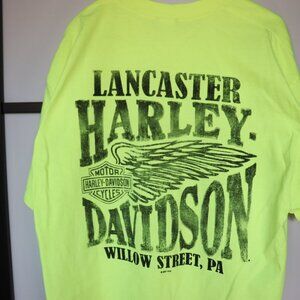 LANCASTER
HARLEY-
MOTOR
HARLEY-DAVIDSON
CYCLES
DAVIDSON
WILLOW STREET, PA